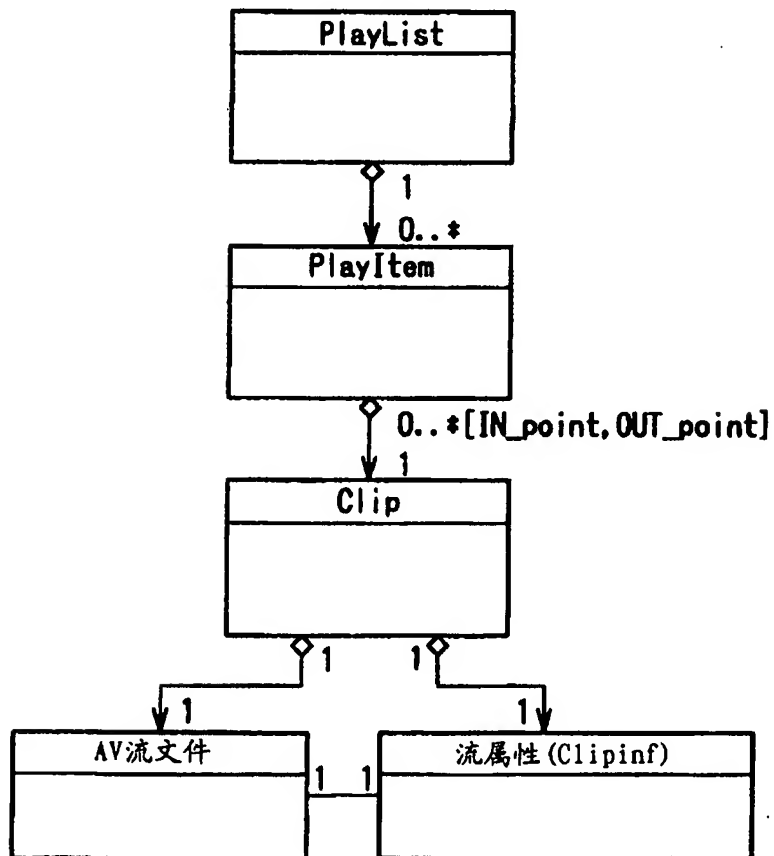 PlayList
1
0..*
PlayItem
0..*[IN_point,OUT_point]
1
Clip
1
1
1
1
AV流文件
1
1
流属性(Clipinf)